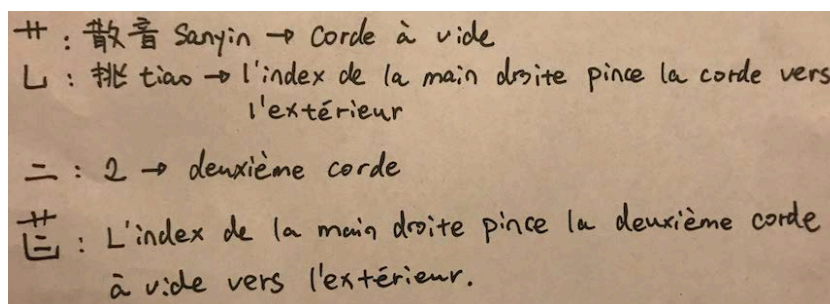 艹 : 散音 Sanyin → Corde à vide
乚 : 挑 tiao → l'index de la main droite pince la corde vers
l'extérieur
二 : 2 → deuxième corde
: L'index de la main droite pince la deuxième corde
à vide vers l'extérieur.